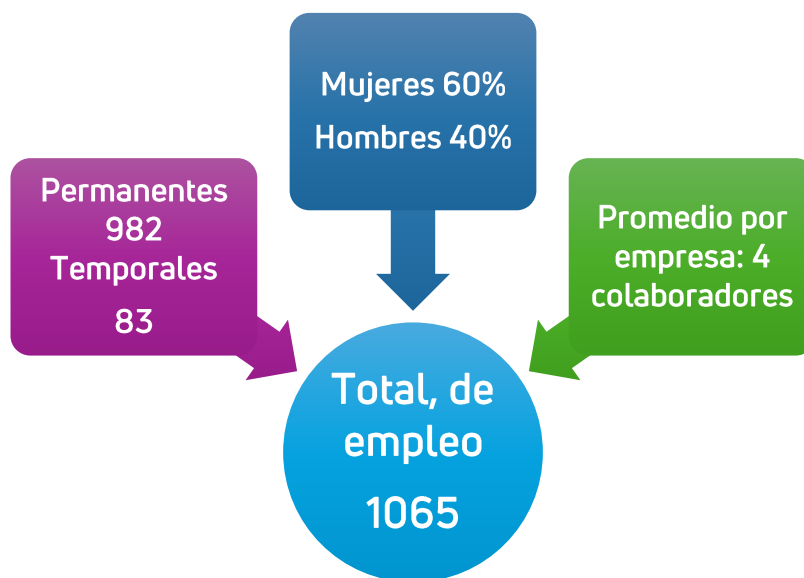 Mujeres 60%
Hombres 40%
Permanentes
982
Temporales
83
Promedio por
empresa: 4
colaboradores
Total, de
empleo
1065